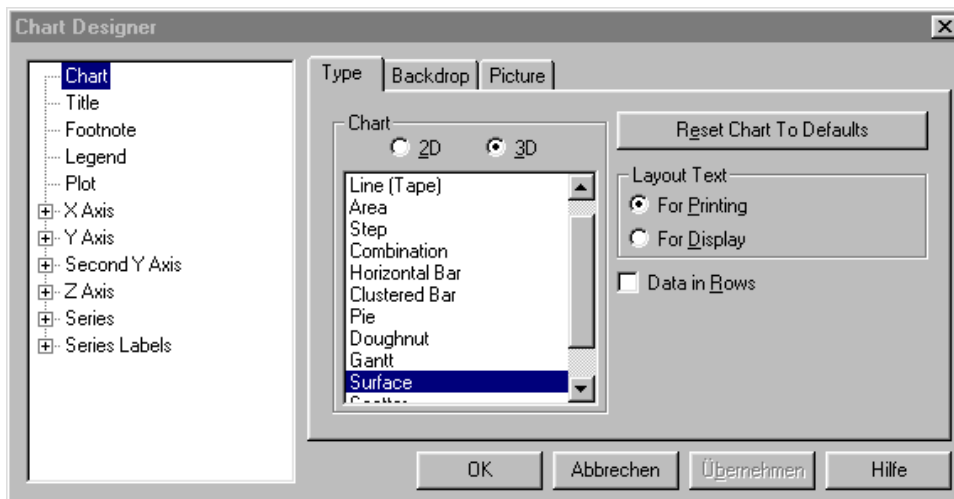 Chart Designer
Chart
Title
Footnote
Legend
Plot
X Axis
Y Axis
Second Y Axis
Z Axis
Series
Series Labels
Type Backdrop Picture
Chart
2D 3D
Line (Tape)
Area
Step
Combination
Horizontal Bar
Clustered Bar
Pie
Doughnut
Gantt
Surface
Reset Chart To Defaults
Layout Text
For Printing
For Display
Data in Rows
OK Abbrechen Übernehmen Hilfe